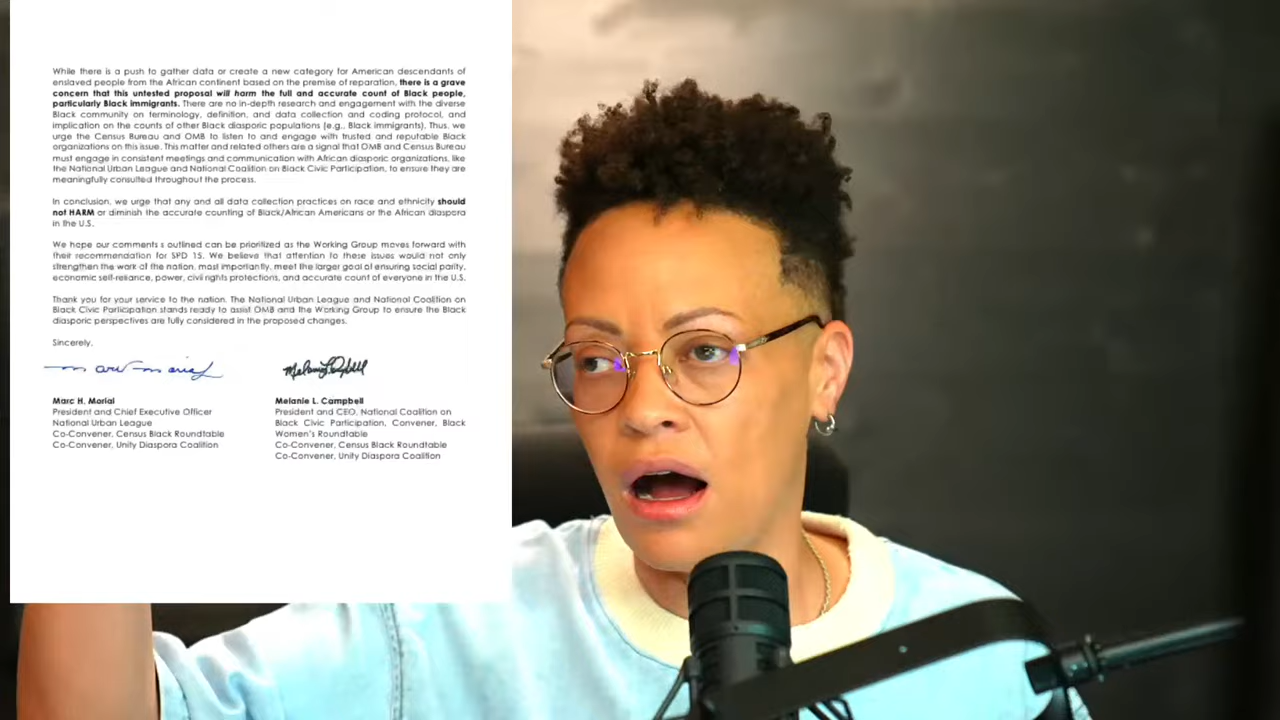 While there is a push to gather data or create a new category for American descendants of
enslaved people from the African continent based on the premise of reparation, there is a grave
concern that this untested proposal will harm the full and accurate count of Black people,
particularly Black immigrants. There are no in-depth research and engagement with the diverse
Black community on terminology, definition, and data collection and coding protocol, and
implication on the counts of other Black diasporic populations (e.g., Black immigrants). Thus, we
urge the Census Bureau and OMB to listen to and engage with trusted and reputable Black
organizations on this issue. This matter and related others are a signal that OMB and Census Bureau
must engage in consistent meetings and communication with African diasporic organizations, like
the National Urban League and National Coalition on Black Civic Participation, to ensure they are
meaningfully consulted throughout the process.
In conclusion, we urge that any and all data collection practices on race and ethnicity should
not HARM or diminish the accurate counting of Black/African Americans or the African diaspora
in the U.S.
We hope our comments s outlined can be prioritized as the Working Group moves forward with
their recommendation for SPD 15. We believe that attention to these issues would not only
strengthen the work of the nation, most importantly, meet the larger goal of ensuring social parity,
economic self-reliance, power, civil rights protections, and accurate count of everyone in the U.S.
Thank you for your service to the nation. The National Urban League and National Coalition on
Black Civic Participation stands ready to assist OMB and the Working Group to ensure the Black
diasporic perspectives are fully considered in the proposed changes.
Sincerely,
Marc H. Morial
President and Chief Executive Officer
National Urban League
Co-Convener, Census Black Roundtable
Co-Convener, Unity Diaspora Coalition
Melanie L. Campbell
Melanie L. Campbell
President and CEO, National Coalition on
Black Civic Participation, Convener, Black
Women's Roundtable
Co-Convener, Census Black Roundtable
Co-Convener, Unity Diaspora Coalition